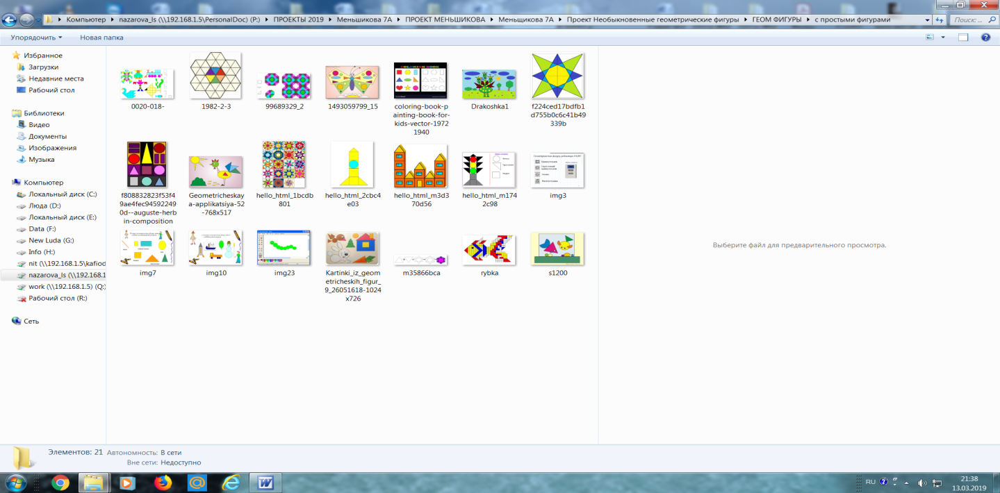 Компьютер ▸ nazarova_ls (\\192.168.1.5\PersonalDoc) (P:) ▸ ПРОЕКТЫ 2019 ▸ Меньшикова 7А ▸ ПРОЕКТ МЕНЬШИКОВА ▸ Менщикова 7А ▸ Проект Необыкновенные геометрические фигуры ▸ ГЕОМ ФИГУРЫ ▸ с простыми фигурами
Поиск: ...
Упорядочить
Новая папка
Избранное
Загрузки
Недавние места
Рабочий стол
Библиотеки
Видео
Документы
Изображения
Музыка
Компьютер
Локальный диск (C:)
Люда (D:)
Локальный диск (E:)
Data (F:)
New Luda (G:)
Info (H:)
nit (\\192.168.1.5\kafiod
nazarova_ls (\\192.168.1
work (\\192.168.1.5) (Q:)
Рабочий стол (R:)
Сеть
0020-018-
1982-2-3
99689329_2
1493059799_15
COLORING BOOK
coloring-book-p
ainting-book-for-
kids-vector-1972
1940
Drakoshka1
f224ced17bdfb1
d755b0c6c41b49
339b
f808832823f53f4
9ae4fec94592249
0d--auguste-herb
in-composition
Geometricheskay
a-applikatsiya-52
-768x517
hello_html_1bcdb
801
hello_html_2cbc4
e03
hello_html_m3d3
70d56
hello_html_m174
2c98
img3
img7
img10
img23
Kartinki_iz_geom
etricheskih_figur_
9_26051618-1024
x726
m35866bca
rybka
s1200
Выберите файл для предварительного просмотра.
Элементов: 21 Автономность: В сети
Вне сети: Недоступно
RU
21:38
13.03.2019